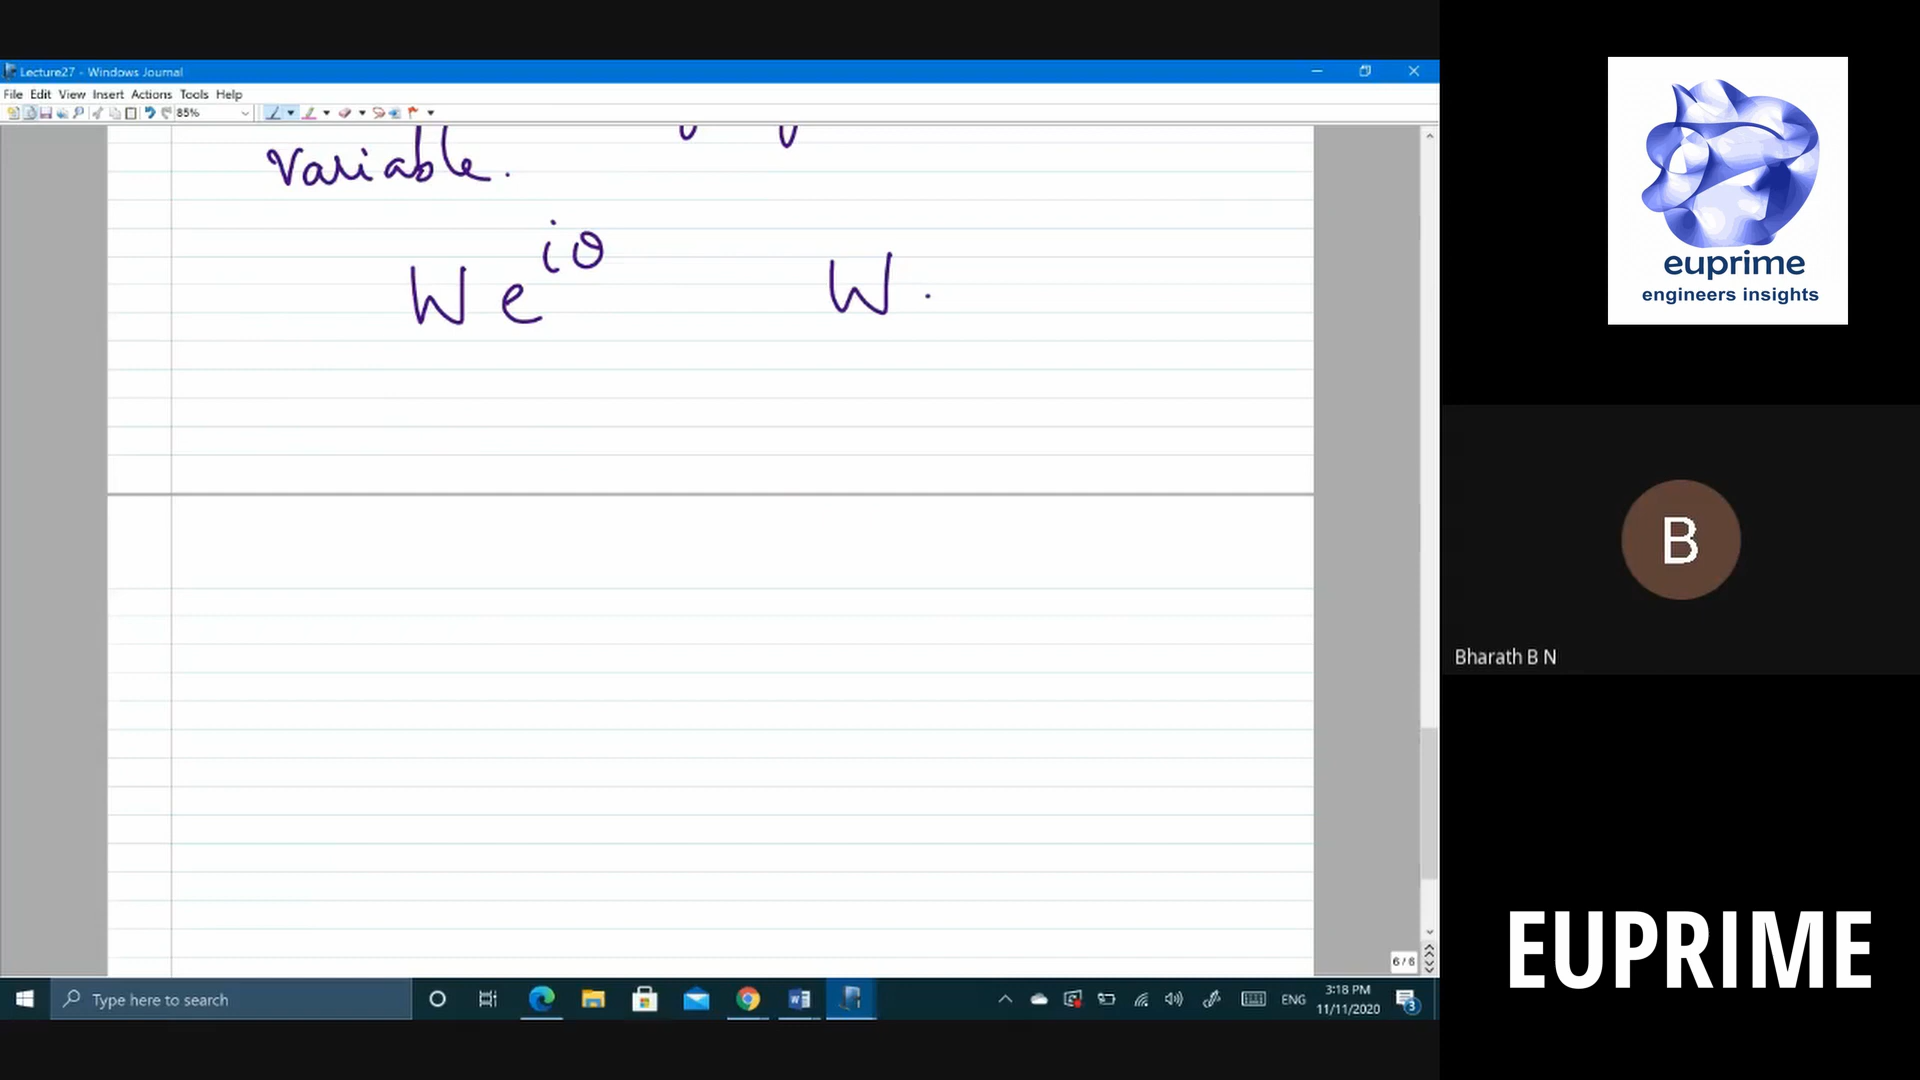 Lecture27 - Windows Journal
File Edit View Insert Actions Tools Help
85%
variable.
W e^{iθ} W.
6 / 6
Type here to search
ENG
3:18 PM
11/11/2020
3
euprime
engineers insights
B
Bharath B N
EUPRIME